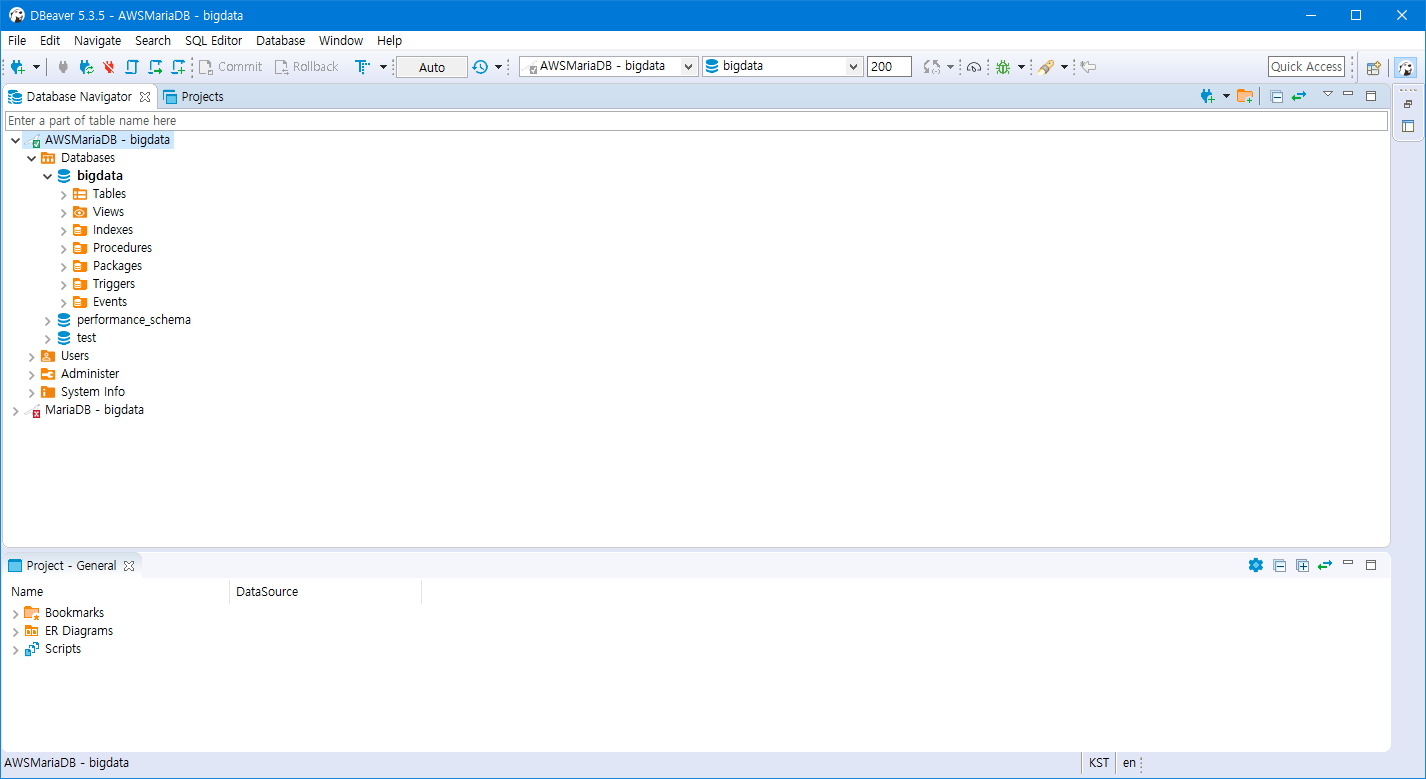 DBeaver 5.3.5 - AWSMariaDB - bigdata
File Edit Navigate Search SQL Editor Database Window Help
Commit Rollback Auto AWSMariaDB - bigdata bigdata 200 Quick Access
Database Navigator Projects
Enter a part of table name here
AWSMariaDB - bigdata
Databases
bigdata
Tables
Views
Indexes
Procedures
Packages
Triggers
Events
performance_schema
test
Users
Administer
System Info
MariaDB - bigdata
Project - General
Name DataSource
Bookmarks
ER Diagrams
Scripts
AWSMariaDB - bigdata KST en